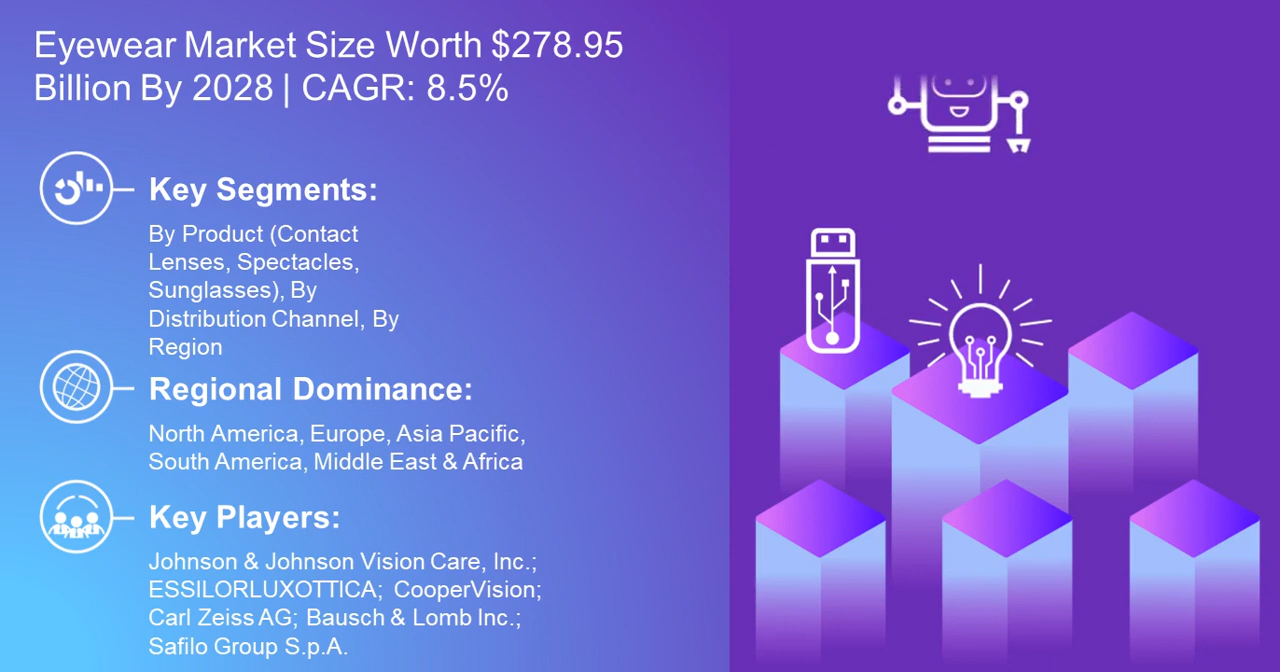 Eyewear Market Size Worth $278.95
Billion By 2028 | CAGR: 8.5%
Key Segments:
By Product (Contact
Lenses, Spectacles,
Sunglasses), By
Distribution Channel, By
Region
Regional Dominance:
North America, Europe, Asia Pacific,
South America, Middle East & Africa
Key Players:
Johnson & Johnson Vision Care, Inc.;
ESSILORLUXOTTICA; CooperVision;
Carl Zeiss AG; Bausch & Lomb Inc.;
Safilo Group S.p.A.